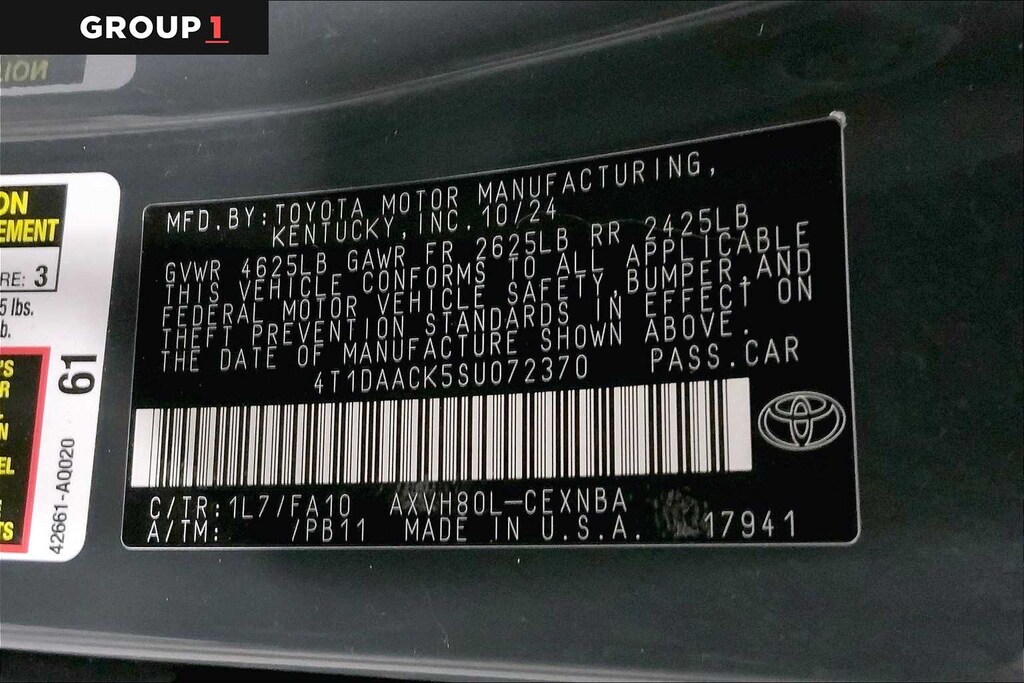 GROUP 1
ION
ON
EMENT
RE: 3
5 lbs.
b.
'S
R
L
N
EL
E
TS
61
42661-A0020
MFD.BY:TOYOTA MOTOR MANUFACTURING,
KENTUCKY,INC.10/24
GVWR 4625LB GAWR FR 2625LB RR 2425LB
THIS VEHICLE CONFORMS TO ALL APPLICABLE
FEDERAL MOTOR VEHICLE SAFETY,BUMPER,AND
THEFT PREVENTION STANDARDS IN EFFECT ON
THE DATE OF MANUFACTURE SHOWN ABOVE.
4T1DAACK5SU072370 PASS.CAR
C/TR:1L7/FA10 AXVH80L-CEXNBA
A/TM: /PB11 MADE IN U.S.A. 17941